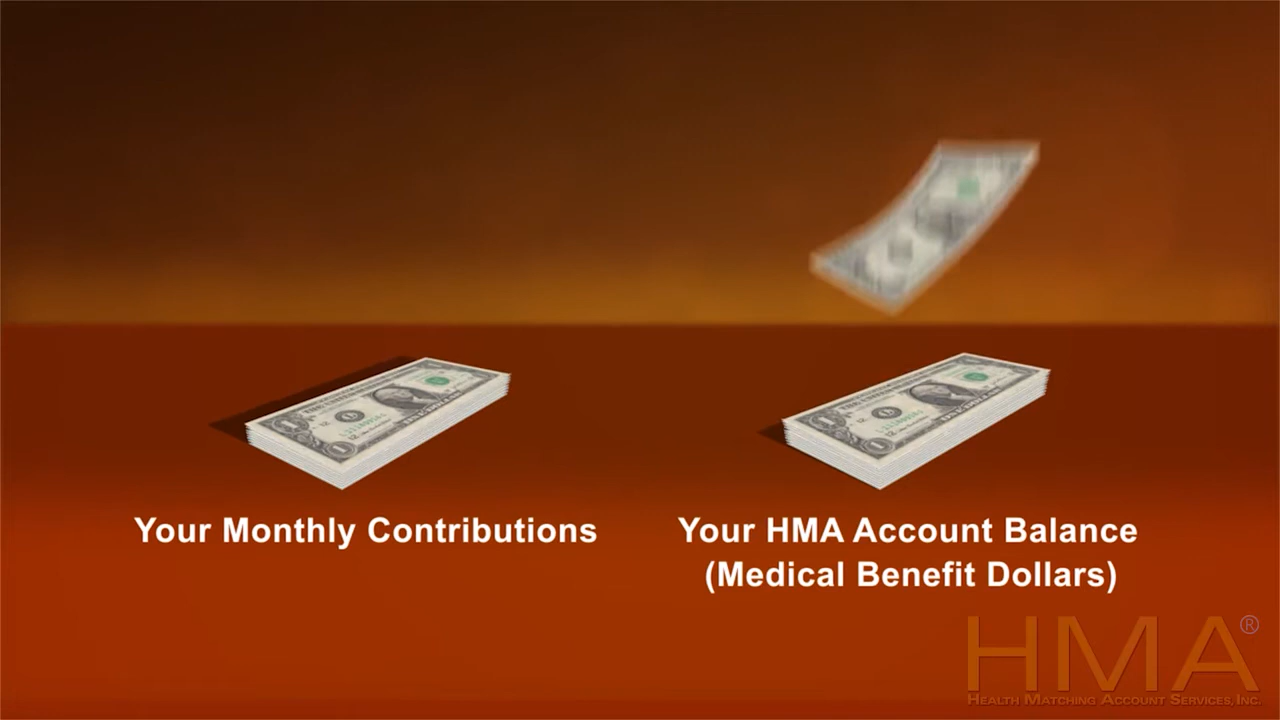 Your Monthly Contributions
Your HMA Account Balance
(Medical Benefit Dollars)
HMA®
HEALTH MATCHING ACCOUNT SERVICES, INC.